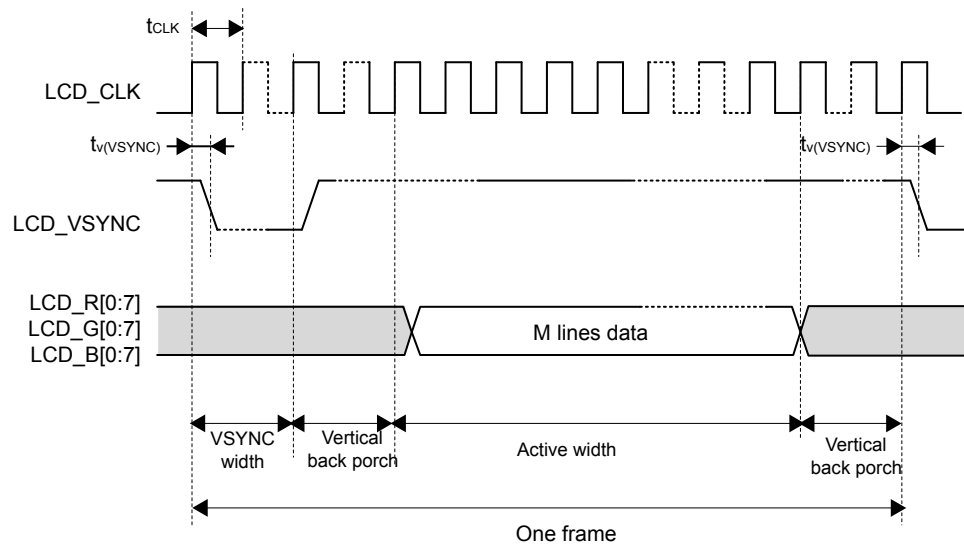 tCLK
LCD_CLK
tv(VSYNC)
tv(VSYNC)
LCD_VSYNC
LCD_R[0:7]
LCD_G[0:7]
LCD_B[0:7]
M lines data
VSYNC
width
Vertical
back porch
Active width
Vertical
back porch
One frame